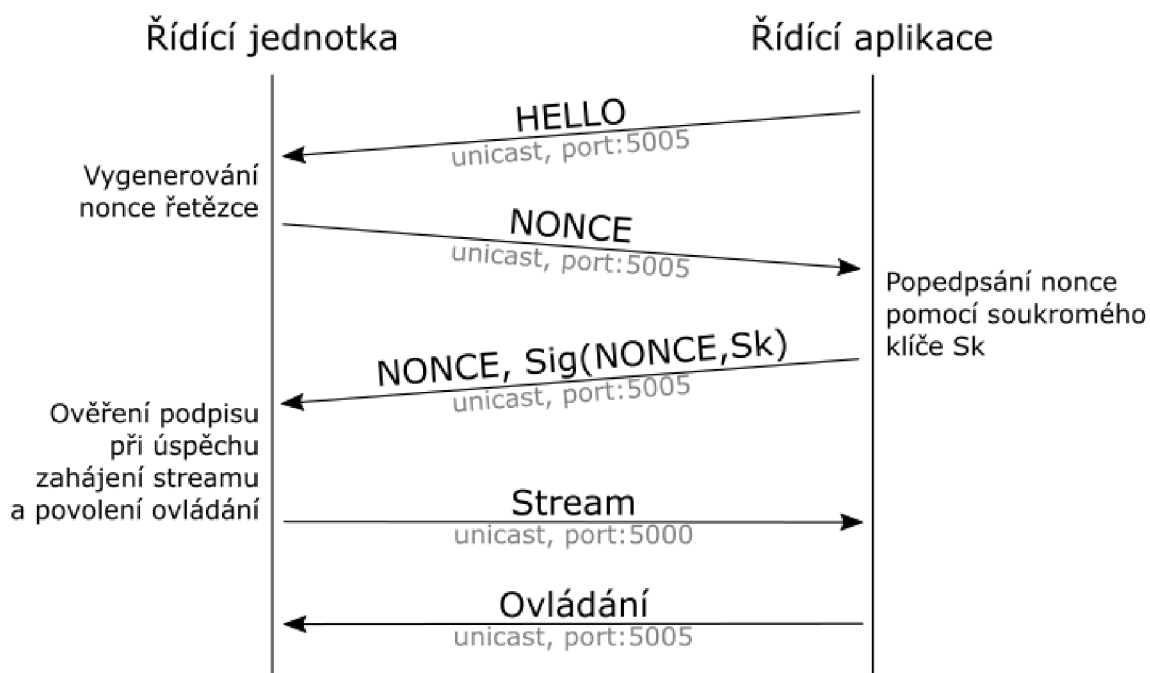 Řídící jednotka
Řídící aplikace
HELLO
unicast, port:5005
Vygenerování
nonce řetězce
NONCE
unicast, port:5005
Popedpsání nonce
pomocí soukromého
klíče Sk
NONCE, Sig(NONCE,Sk)
unicast, port:5005
Ověření podpisu
při úspěchu
zahájení streamu
a povolení ovládání
Stream
unicast, port:5000
Ovládání
unicast, port:5005